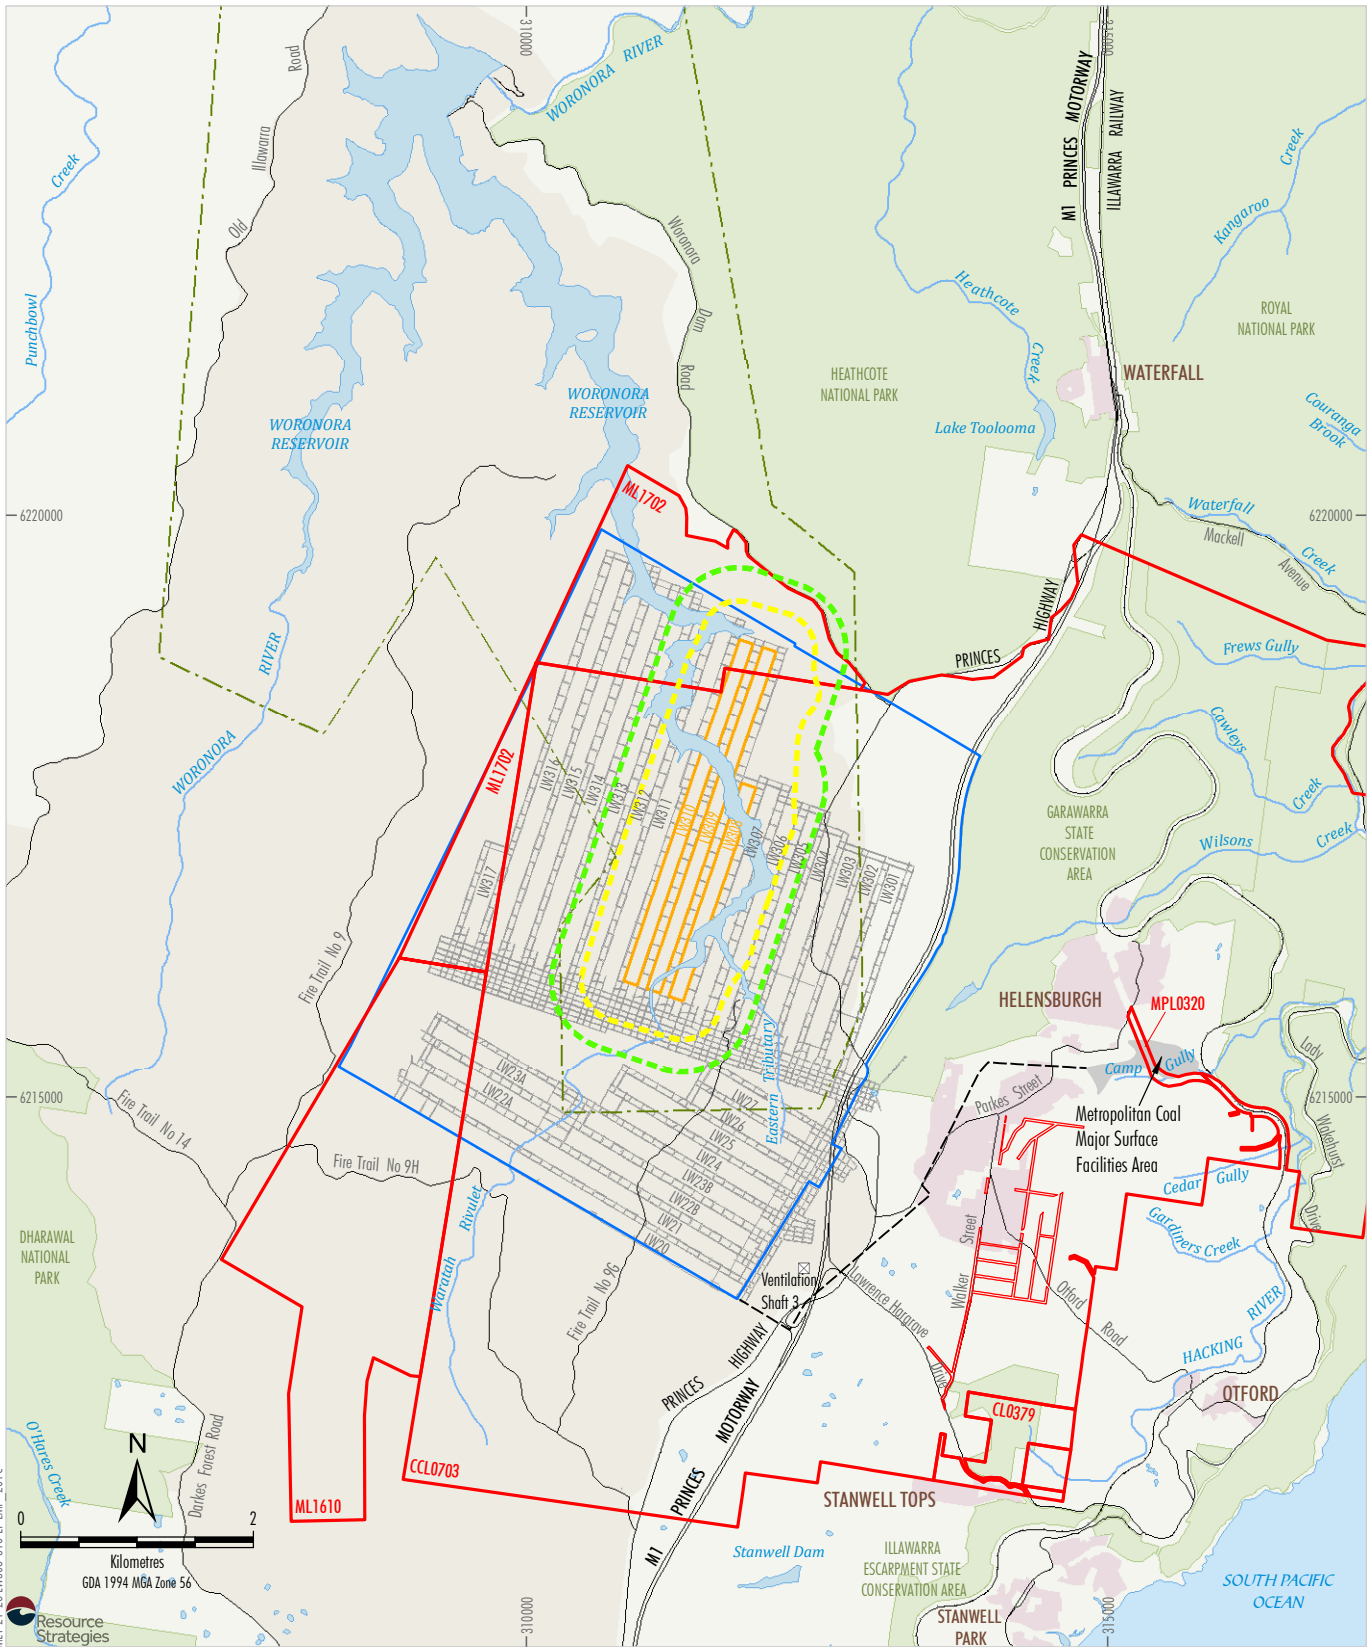 310000
315000
Road
Illawarra
Old
Creek
Punchbowl
WORONORA RIVER
Woronora
Dam
Road
M1 PRINCES MOTORWAY
ILLAWARRA RAILWAY
Kangaroo
Creek
ROYAL
NATIONAL PARK
Heathcote
Creek
HEATHCOTE
NATIONAL PARK
WATERFALL
Lake Toolooma
Couranga
Brook
WORONORA
RESERVOIR
WORONORA
RESERVOIR
6220000
6220000
ML1702
Waterfall
Creek
Mackell
Avenue
PRINCES
HIGHWAY
Frews Gully
Cawleys
Creek
WORONORA
RIVER
ML1702
LW316
LW315
LW314
LW313
LW312
LW311
LW310
LW309
LW308
LW307
LW306
LW305
LW304
LW303
LW302
LW301
LW317
GARAWARRA
STATE
CONSERVATION
AREA
Wilsons
Creek
Fire Trail No 9
HELENSBURGH
MPL0320
Camp
Gully
Lady
Wakehurst
Drive
6215000
6215000
Fire Trail No 14
Fire Trail No 9H
LW23A
LW22A
LW27
LW26
LW25
LW24
LW23B
LW22B
LW21
LW20
Eastern Tributary
Parkes Street
Metropolitan Coal
Major Surface
Facilities Area
Cedar Gully
Gardiners Creek
Waratah
Rivulet
Fire Trail No 9G
Ventilation
Shaft 3
Lawrence Hargrave
Drive
Walker
Street
Otford
Road
HACKING
RIVER
OTFORD
DHARAWAL
NATIONAL
PARK
O'Hares Creek
Darkes Forest Road
PRINCES
HIGHWAY
M1
PRINCES
MOTORWAY
CL0379
CCL0703
ML1610
STANWELL TOPS
Stanwell Dam
ILLAWARRA
ESCARPMENT STATE
CONSERVATION AREA
STANWELL
PARK
SOUTH PACIFIC
OCEAN
N
0
2
Kilometres
GDA 1994 MGA Zone 56
Resource
Strategies
310000
315000